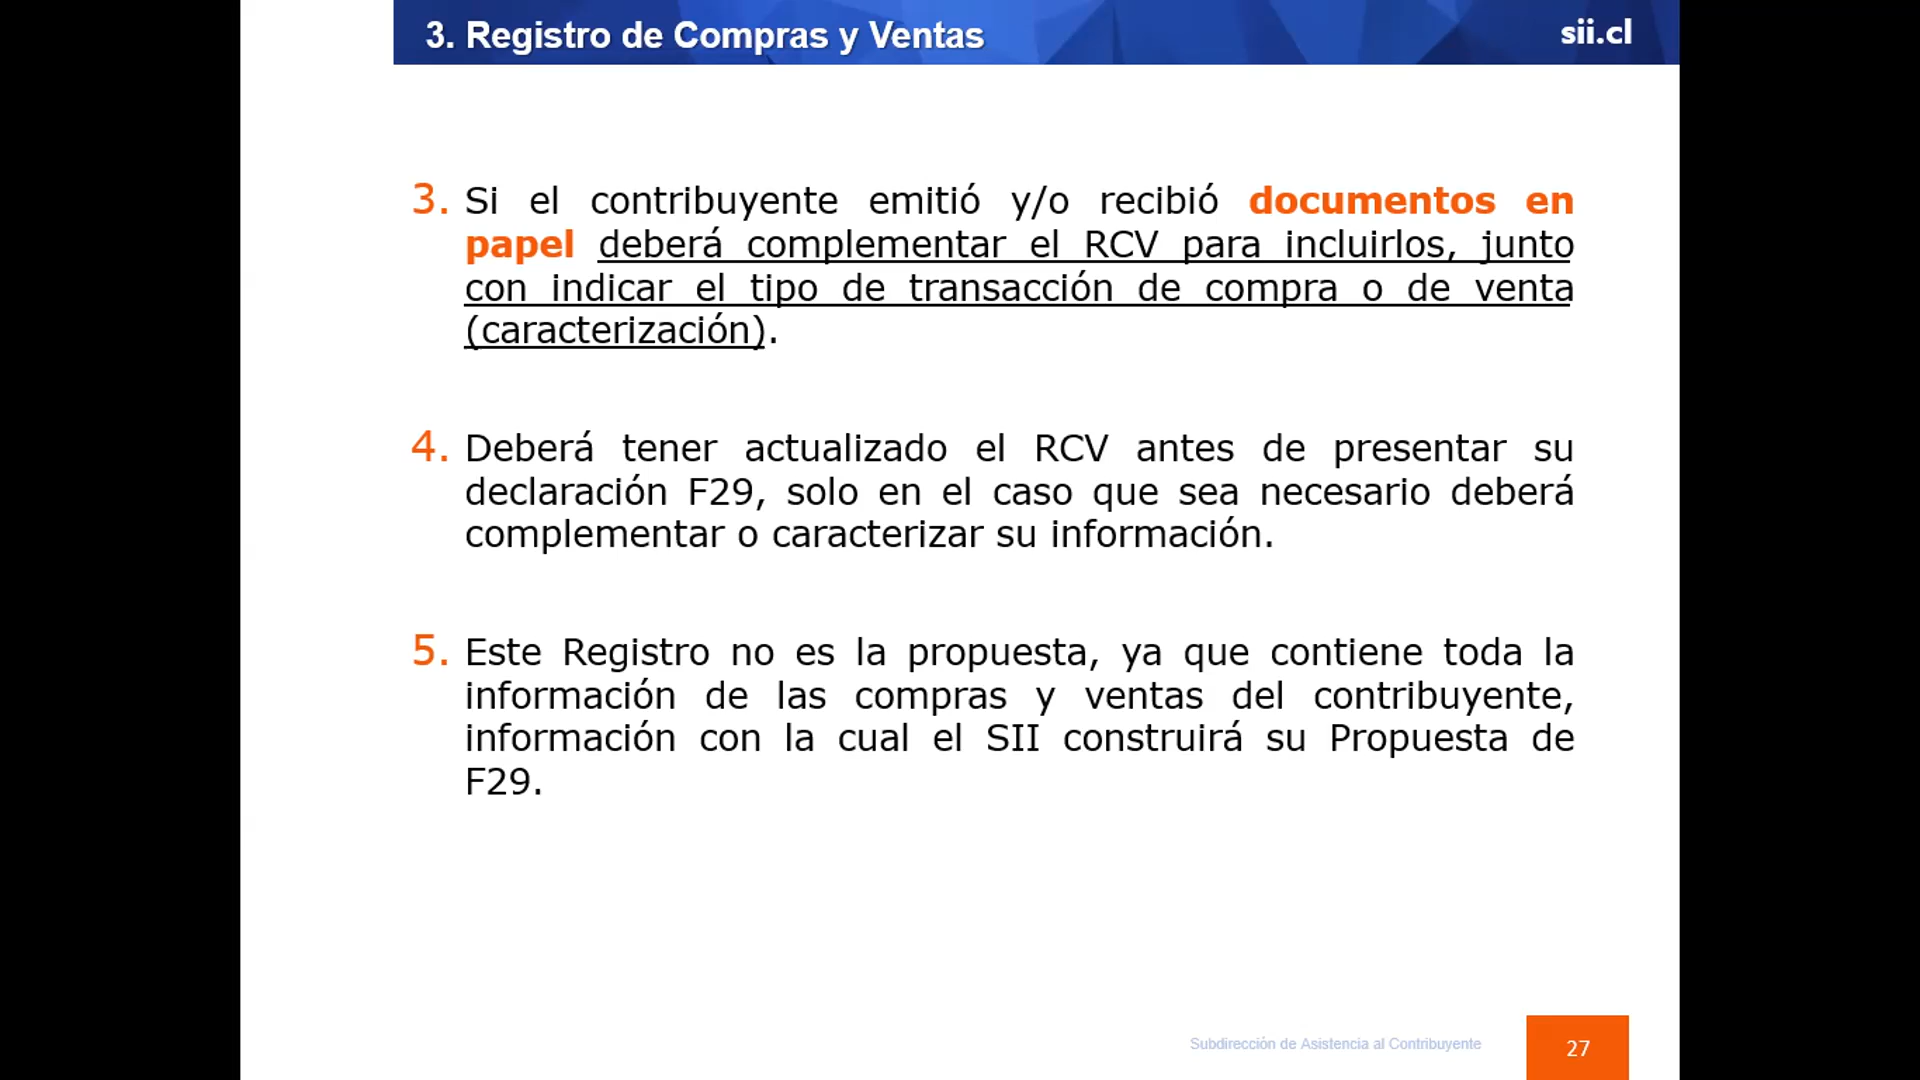 3. Registro de Compras y Ventas
sii.cl
3. Si el contribuyente emitió y/o recibió documentos en
papel deberá complementar el RCV para incluirlos, junto
con indicar el tipo de transacción de compra o de venta
(caracterización).
4. Deberá tener actualizado el RCV antes de presentar su
declaración F29, solo en el caso que sea necesario deberá
complementar o caracterizar su información.
5. Este Registro no es la propuesta, ya que contiene toda la
información de las compras y ventas del contribuyente,
información con la cual el SII construirá su Propuesta de
F29.
Subdirección de Asistencia al Contribuyente
27